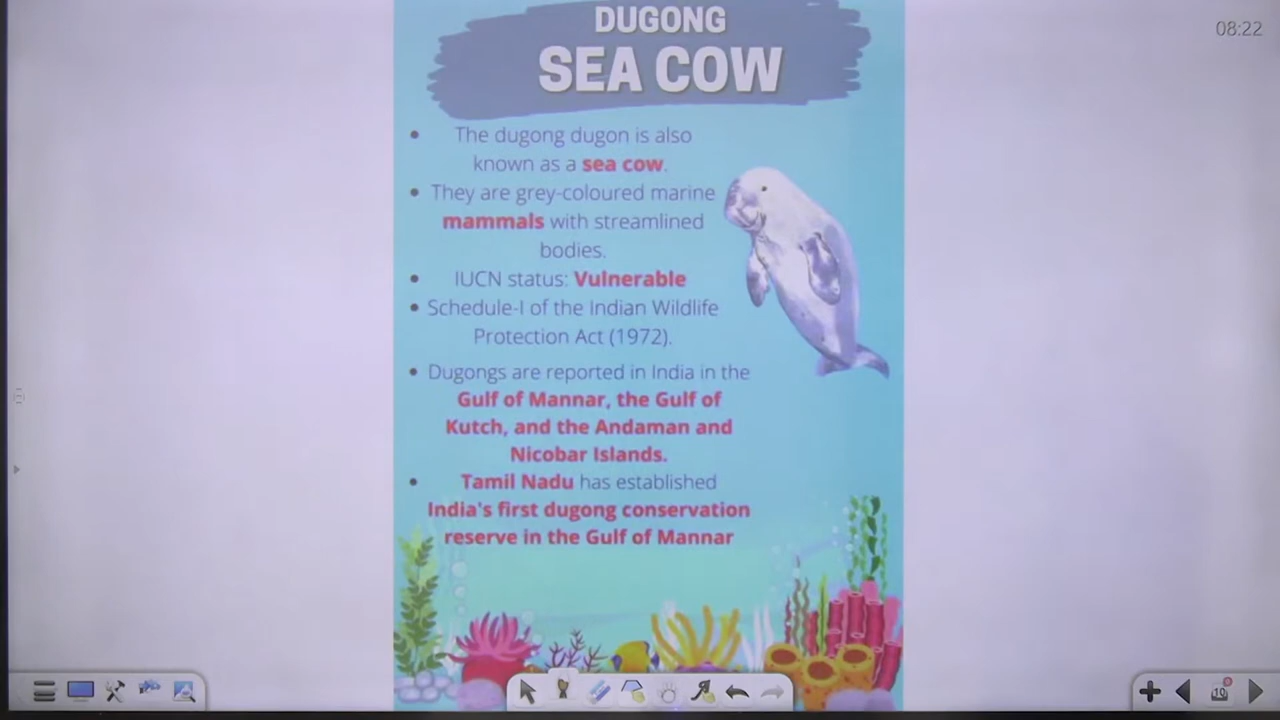 08:22
DUGONG
SEA COW
• The dugong dugon is also
known as a sea cow.
• They are grey-coloured marine
mammals with streamlined
bodies.
• IUCN status: Vulnerable
• Schedule-I of the Indian Wildlife
Protection Act (1972).
• Dugongs are reported in India in the
Gulf of Mannar, the Gulf of
Kutch, and the Andaman and
Nicobar Islands.
• Tamil Nadu has established
India's first dugong conservation
reserve in the Gulf of Mannar
10